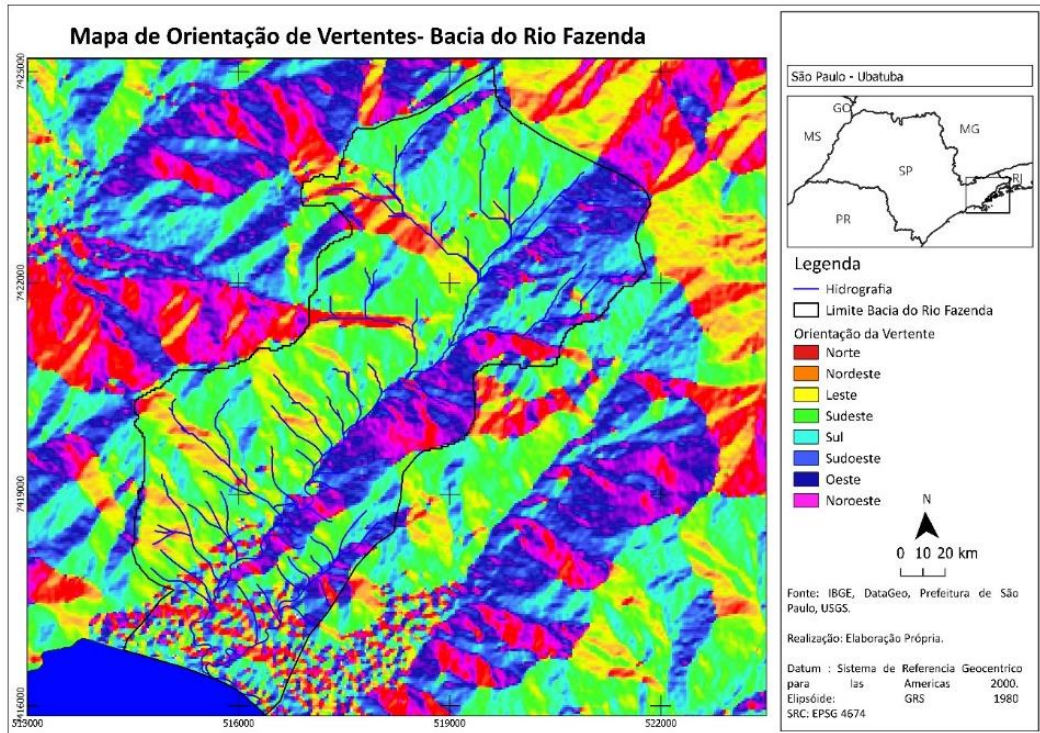 Mapa de Orientação de Vertentes- Bacia do Rio Fazenda
7425000
7422000
7419000
7416000
513000
516000
519000
522000
São Paulo - Ubatuba
GO
MS
MG
SP
RJ
PR
Legenda
Hidrografia
Limite Bacia do Rio Fazenda
Orientação da Vertente
Norte
Nordeste
Leste
Sudeste
Sul
Sudoeste
Oeste
Noroeste
N
0 10 20 km
Fonte: IBGE, DataGeo, Prefeitura de São
Paulo, USGS.
Realização: Elaboração Própria.
Datum : Sistema de Referencia Geocentrico
para las Americas 2000.
Elipsóide: GRS 1980
SRC: EPSG 4674